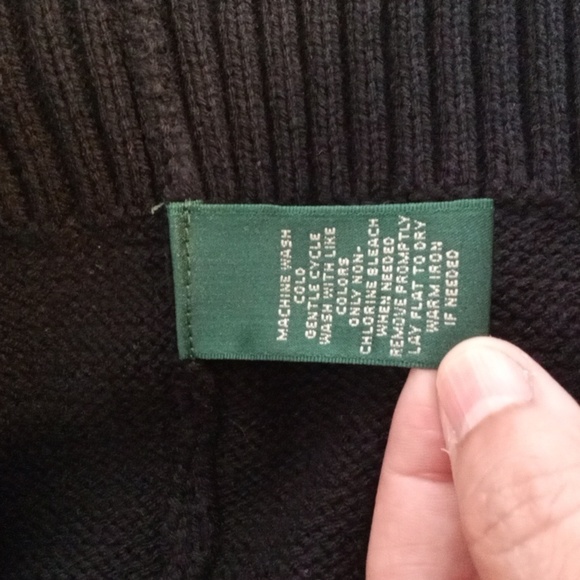 MACHINE WASH
COLD
GENTLE CYCLE
WASH WITH LIKE
COLORS
ONLY NON-
CHLORINE BLEACH
WHEN NEEDED
REMOVE PROMPTLY
LAY FLAT TO DRY
WARM IRON
IF NEEDED